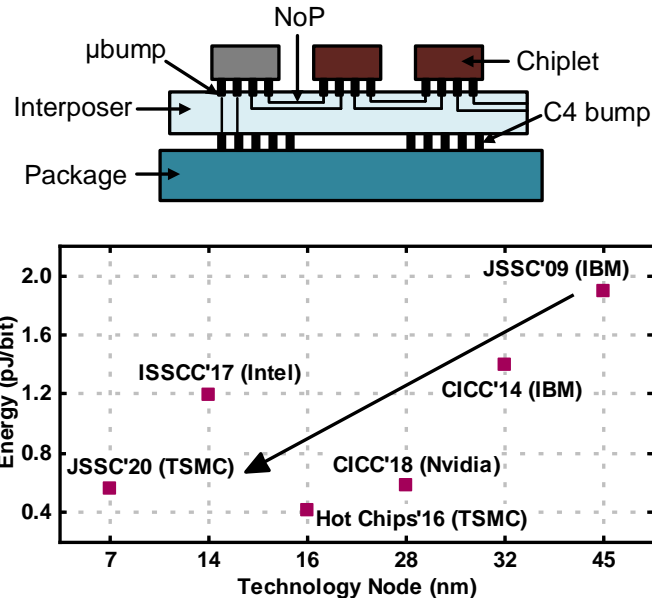 NoP
μbump
Chiplet
Interposer
C4 bump
Package
Energy (pJ/bit)
2.0
1.6
1.2
0.8
0.4
JSSC'09 (IBM)
ISSCC'17 (Intel)
CICC'14 (IBM)
JSSC'20 (TSMC)
CICC'18 (Nvidia)
Hot Chips'16 (TSMC)
7 14 16 28 32 45
Technology Node (nm)